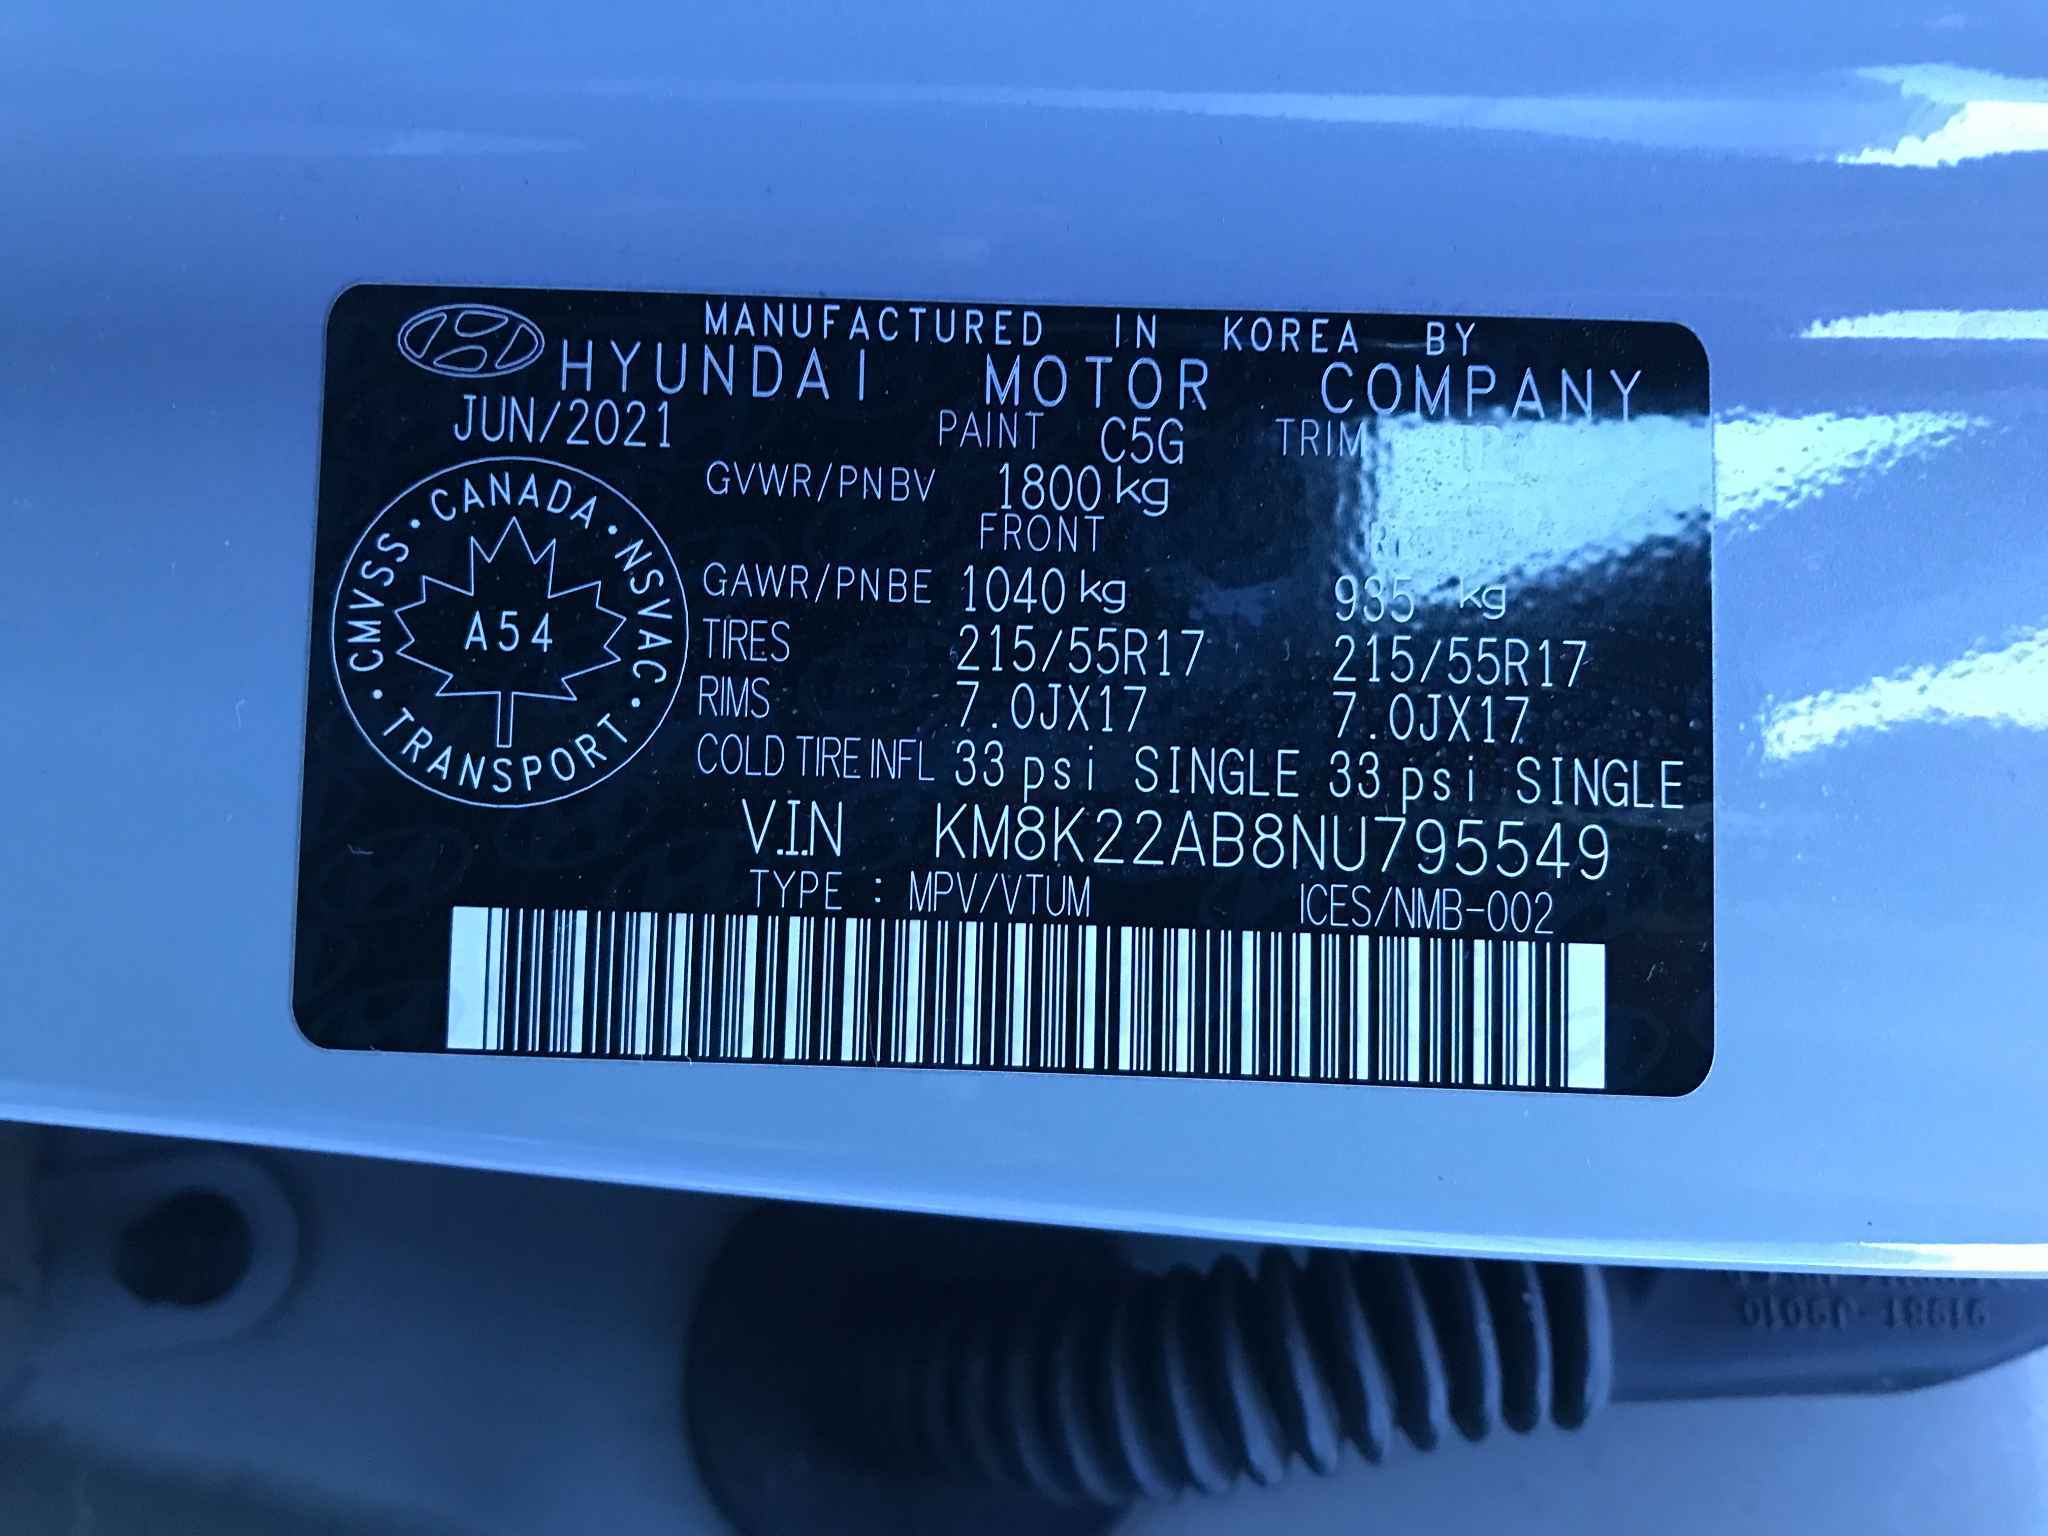 MANUFACTURED IN KOREA BY
HYUNDAI MOTOR COMPANY
JUN/2021 PAINT C5G TRIM
GVWR/PNBV 1800 kg
FRONT
GAWR/PNBE 1040 kg 985 kg
TIRES 215/55R17 215/55R17
RIMS 7.0JX17 7.0JX17
COLD TIRE INFL 33 psi SINGLE 33 psi SINGLE
V.I.N KM8K22AB8NU795549
TYPE : MPV/VTUM ICES/NMB-002
CMVSS · CANADA · NSVAC · TRANSPORT ·
A54